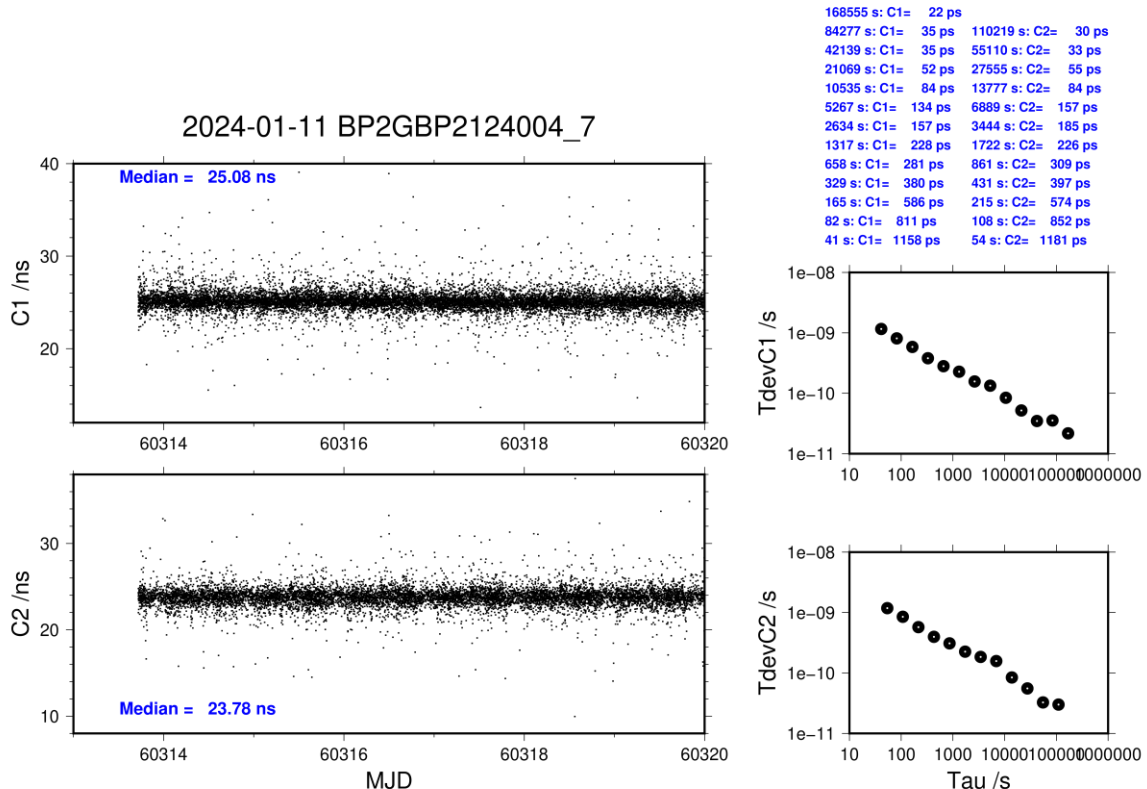 168555 s: C1= 22 ps
84277 s: C1= 35 ps 110219 s: C2= 30 ps
42139 s: C1= 35 ps 55110 s: C2= 33 ps
21069 s: C1= 52 ps 27555 s: C2= 55 ps
10535 s: C1= 84 ps 13777 s: C2= 84 ps
5267 s: C1= 134 ps 6889 s: C2= 157 ps
2634 s: C1= 157 ps 3444 s: C2= 185 ps
1317 s: C1= 228 ps 1722 s: C2= 226 ps
658 s: C1= 281 ps 861 s: C2= 309 ps
329 s: C1= 380 ps 431 s: C2= 397 ps
165 s: C1= 586 ps 215 s: C2= 574 ps
82 s: C1= 811 ps 108 s: C2= 852 ps
41 s: C1= 1158 ps 54 s: C2= 1181 ps
2024-01-11 BP2GBP2124004_7
Median = 25.08 ns
C1 /ns
40
30
20
60314 60316 60318 60320
TdevC1 /s
1e−08
1e−09
1e−10
1e−11
10 100 1000 10000 100000 1000000
C2 /ns
30
20
10
Median = 23.78 ns
60314 60316 60318 60320
MJD
TdevC2 /s
1e−08
1e−09
1e−10
1e−11
10 100 1000 10000 100000 1000000
Tau /s